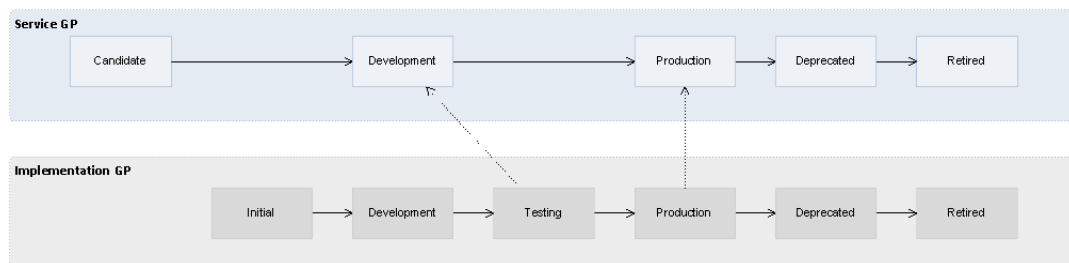 Service GP
Candidate
Development
Production
Deprecated
Retired
Implementation GP
Initial
Development
Testing
Production
Deprecated
Retired